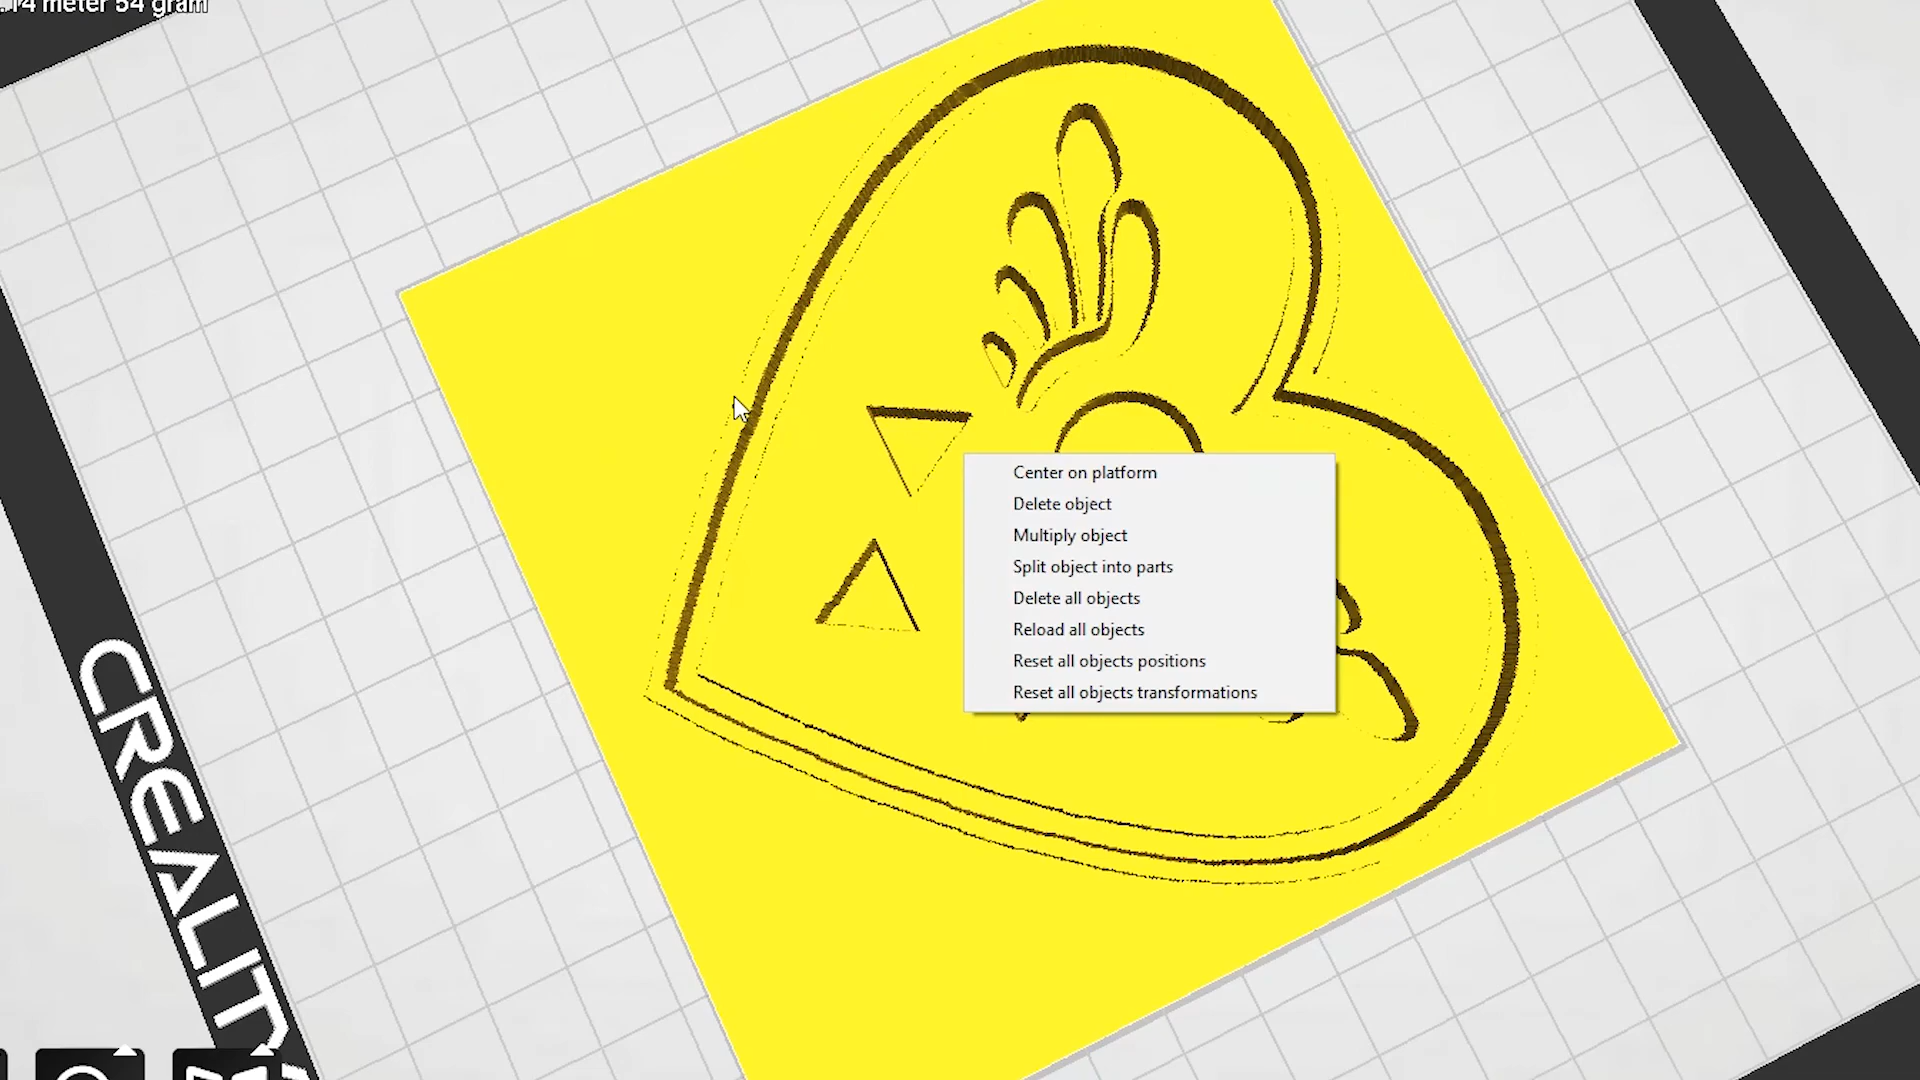 14 meter 54 gram
Center on platform
Delete object
Multiply object
Split object into parts
Delete all objects
Reload all objects
Reset all objects positions
Reset all objects transformations
CREALITY